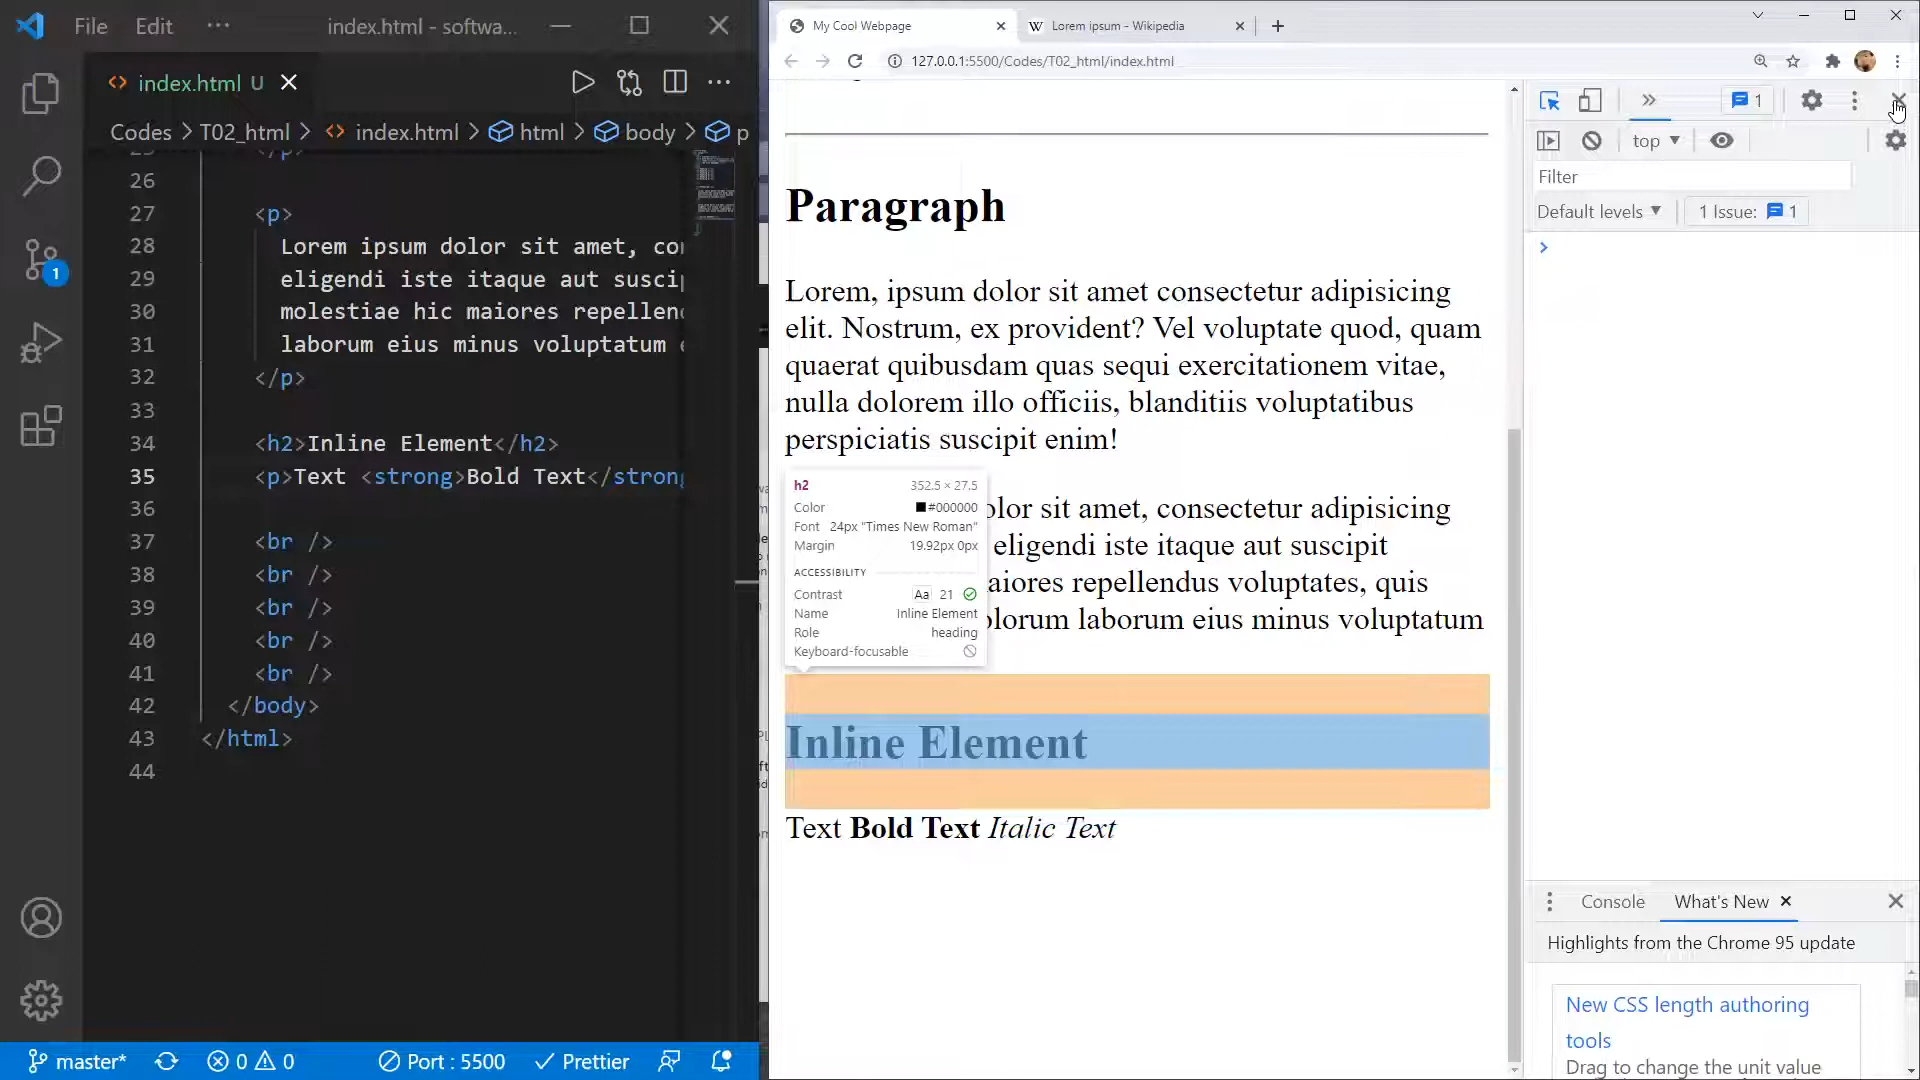 File Edit ··· index.html - softwa...
index.html U
Codes > T02_html > index.html > html > body > p
26
27 <p>
28 Lorem ipsum dolor sit amet,
29 eligendi iste itaque aut
30 molestiae hic maiores
31 laborum eius minus voluptatum
32 </p>
33
34 <h2>Inline Element</h2>
35 <p>Text <strong>Bold Text</strong
36
37 <br />
38 <br />
39 <br />
40 <br />
41 <br />
42 </body>
43 </html>
44
1
master* 0 0 Port : 5500 Prettier
My Cool Webpage
Lorem ipsum - Wikipedia
127.0.0.1:5500/Codes/T02_html/index.html
Paragraph
Lorem, ipsum dolor sit amet consectetur adipisicing
elit. Nostrum, ex provident? Vel voluptate quod, quam
quaerat quibusdam quas sequi exercitationem vitae,
nulla dolorem illo officiis, blanditiis voluptatibus
perspiciatis suscipit enim!
sit amet, consectetur adipisicing
eligendi iste itaque aut suscipit
repellendus voluptates, quis
laborum eius minus voluptatum
h2 352.5 × 27.5
Color #000000
Font 24px "Times New Roman"
Margin 19.92px 0px
ACCESSIBILITY
Contrast Aa 21
Name Inline Element
Role heading
Keyboard-focusable
Inline Element
Text Bold Text Italic Text
1
top
Filter
Default levels 1 Issue: 1
Console What's New
Highlights from the Chrome 95 update
New CSS length authoring
tools
Drag to change the unit value